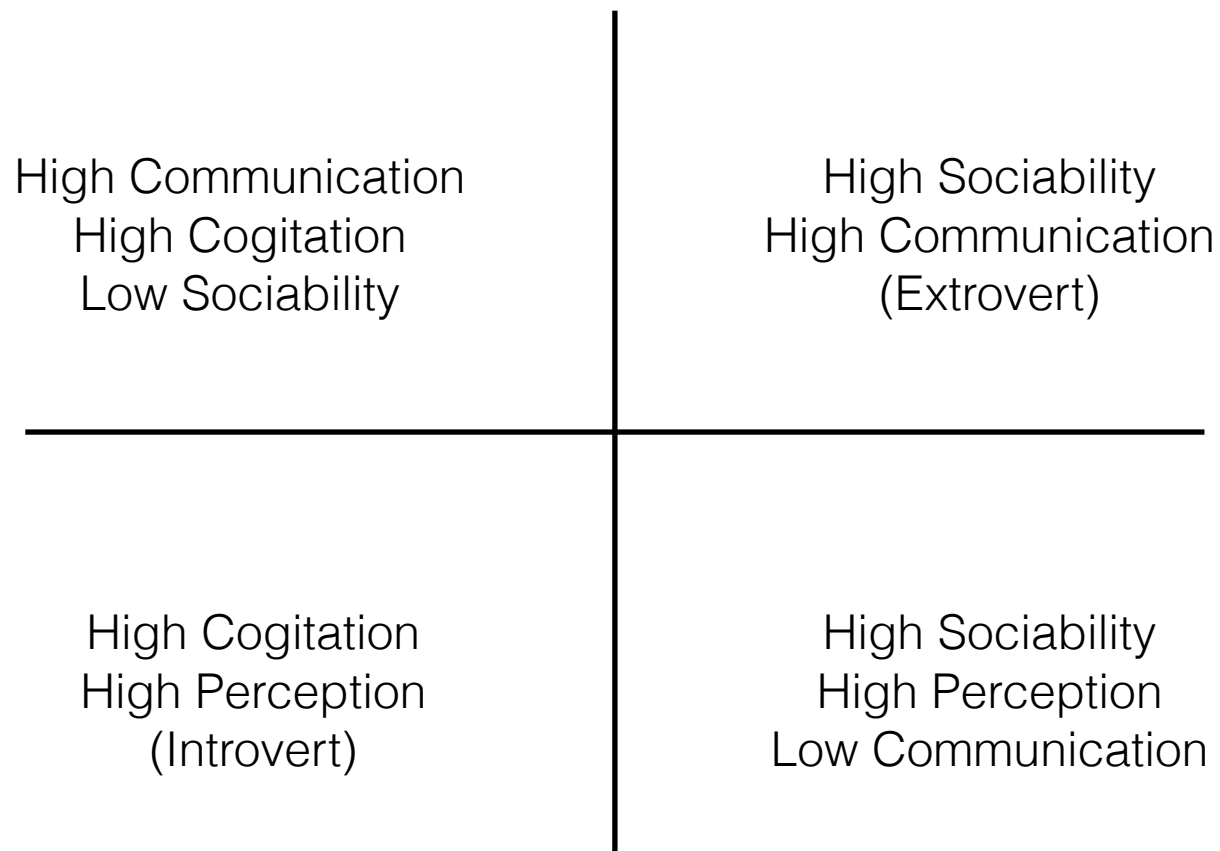 High Communication
High Cogitation
Low Sociability
High Sociability
High Communication
(Extrovert)
High Cogitation
High Perception
(Introvert)
High Sociability
High Perception
Low Communication